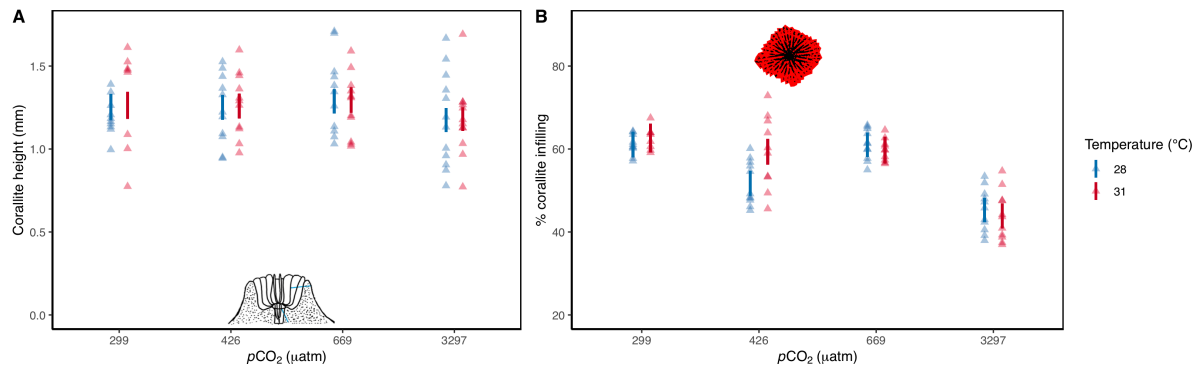 A
Corallite height (mm)
1.5
1.0
0.5
0.0
299 426 669 3297
pCO₂ (µatm)
B
% corallite infilling
80
60
40
20
299 426 669 3297
pCO₂ (µatm)
Temperature (°C)
28
31